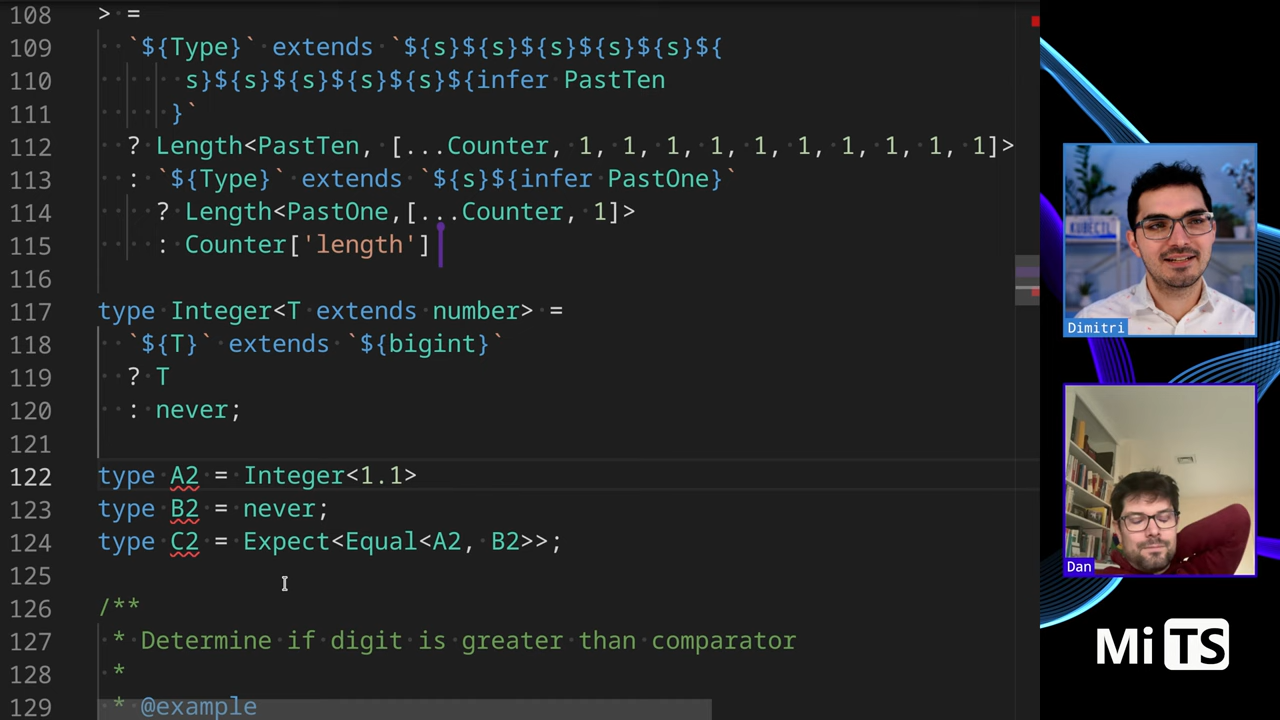 108 > =
109 `${Type}` extends `${s}${s}${s}${s}${s}${
110 s}${s}${s}${s}${s}${infer PastTen
111 }`
112 ? Length<PastTen, [...Counter, 1, 1, 1, 1, 1, 1, 1, 1, 1, 1]>
113 : `${Type}` extends `${s}${infer PastOne}`
114 ? Length<PastOne,[...Counter, 1]>
115 : Counter['length']
116
117 type Integer<T extends number> =
118 `${T}` extends `${bigint}`
119 ? T
120 : never;
121
122 type A2 = Integer<1.1>
123 type B2 = never;
124 type C2 = Expect<Equal<A2, B2>>;
125
126 /**
127 * Determine if digit is greater than comparator
128 *
129 * @example
KUBECTL
Dimitri
Dan
MiTS